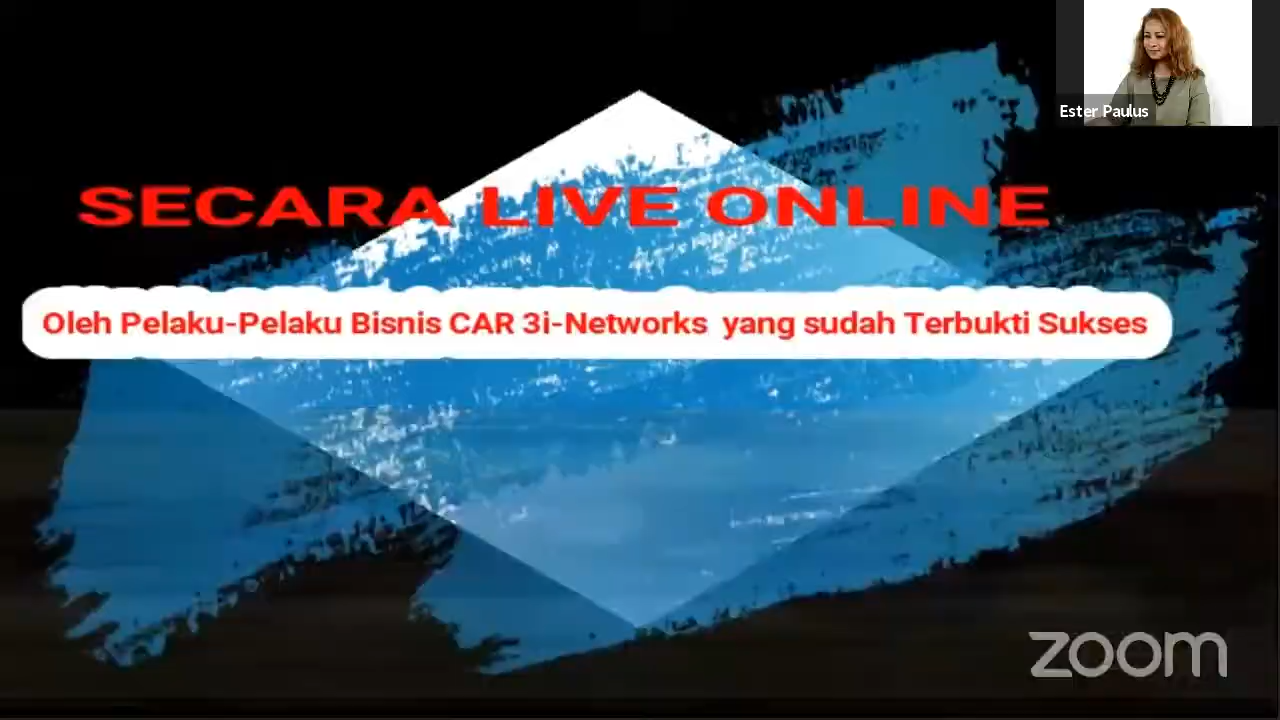 Ester Paulus
SECARA LIVE ONLINE
Oleh Pelaku-Pelaku Bisnis CAR 3i-Networks yang sudah Terbukti Sukses
zoom